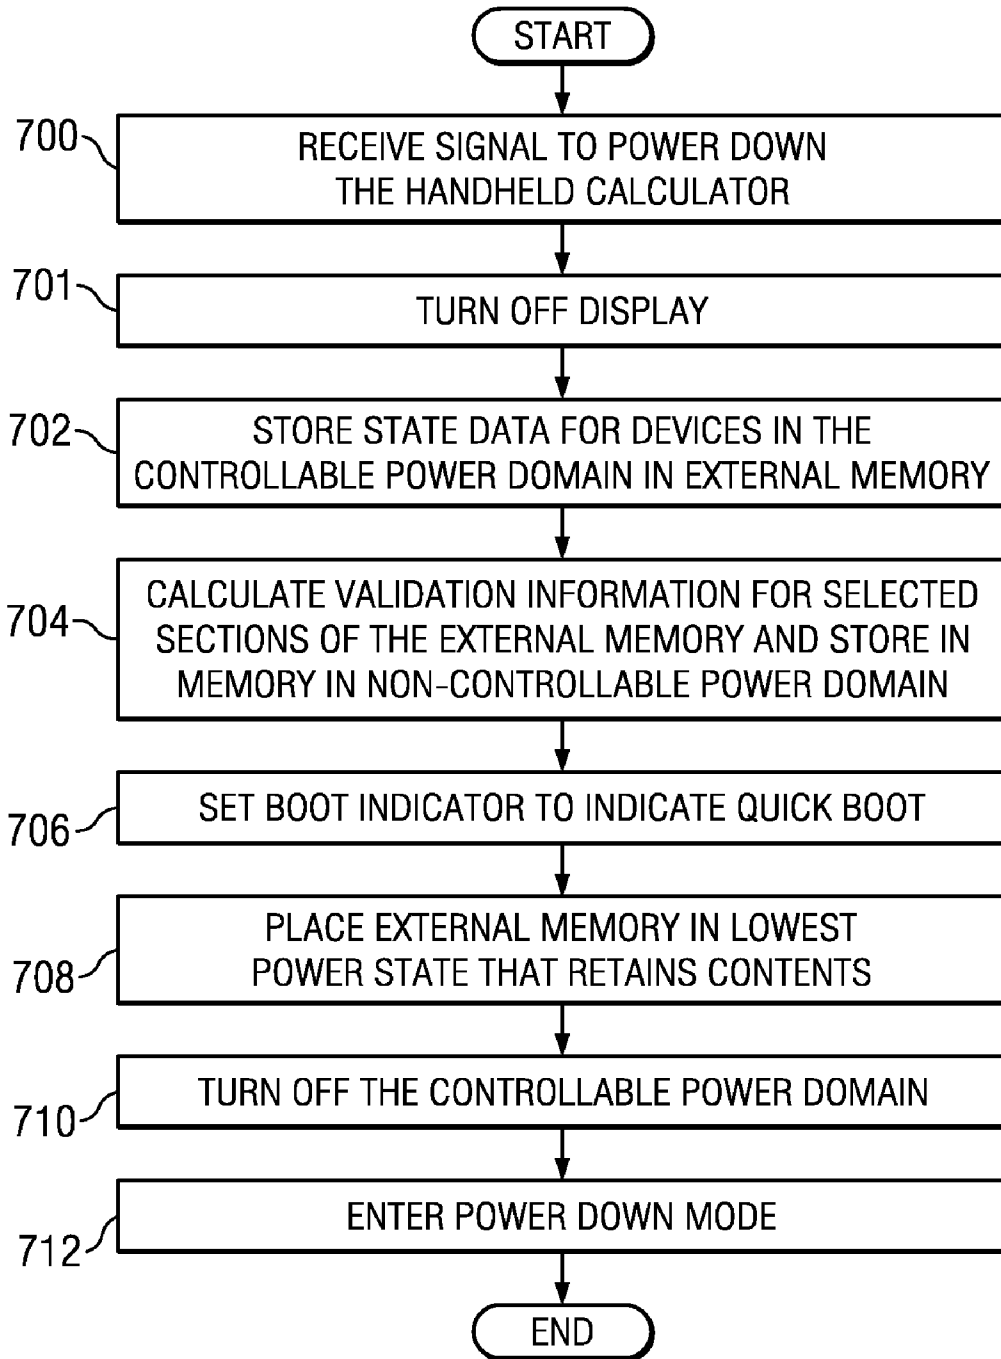 START
700
RECEIVE SIGNAL TO POWER DOWN
THE HANDHELD CALCULATOR
701
TURN OFF DISPLAY
702
STORE STATE DATA FOR DEVICES IN THE
CONTROLLABLE POWER DOMAIN IN EXTERNAL MEMORY
704
CALCULATE VALIDATION INFORMATION FOR SELECTED
SECTIONS OF THE EXTERNAL MEMORY AND STORE IN
MEMORY IN NON-CONTROLLABLE POWER DOMAIN
706
SET BOOT INDICATOR TO INDICATE QUICK BOOT
708
PLACE EXTERNAL MEMORY IN LOWEST
POWER STATE THAT RETAINS CONTENTS
710
TURN OFF THE CONTROLLABLE POWER DOMAIN
712
ENTER POWER DOWN MODE
END